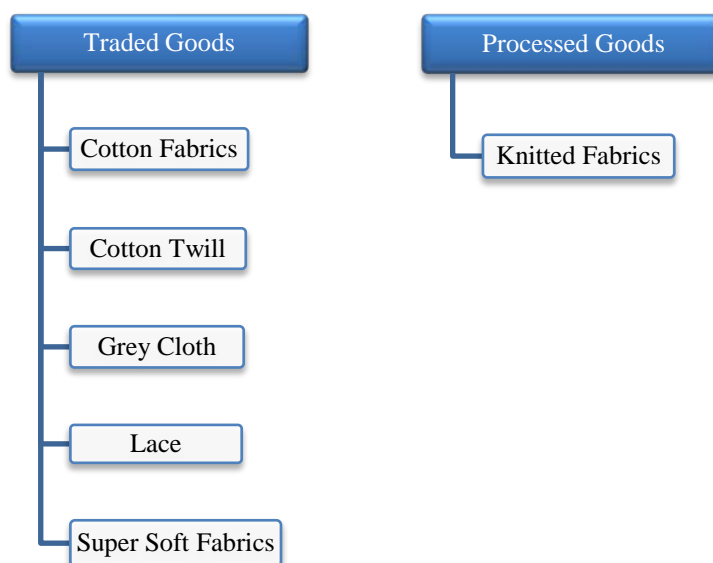 Traded Goods
Cotton Fabrics
Cotton Twill
Grey Cloth
Lace
Super Soft Fabrics
Processed Goods
Knitted Fabrics